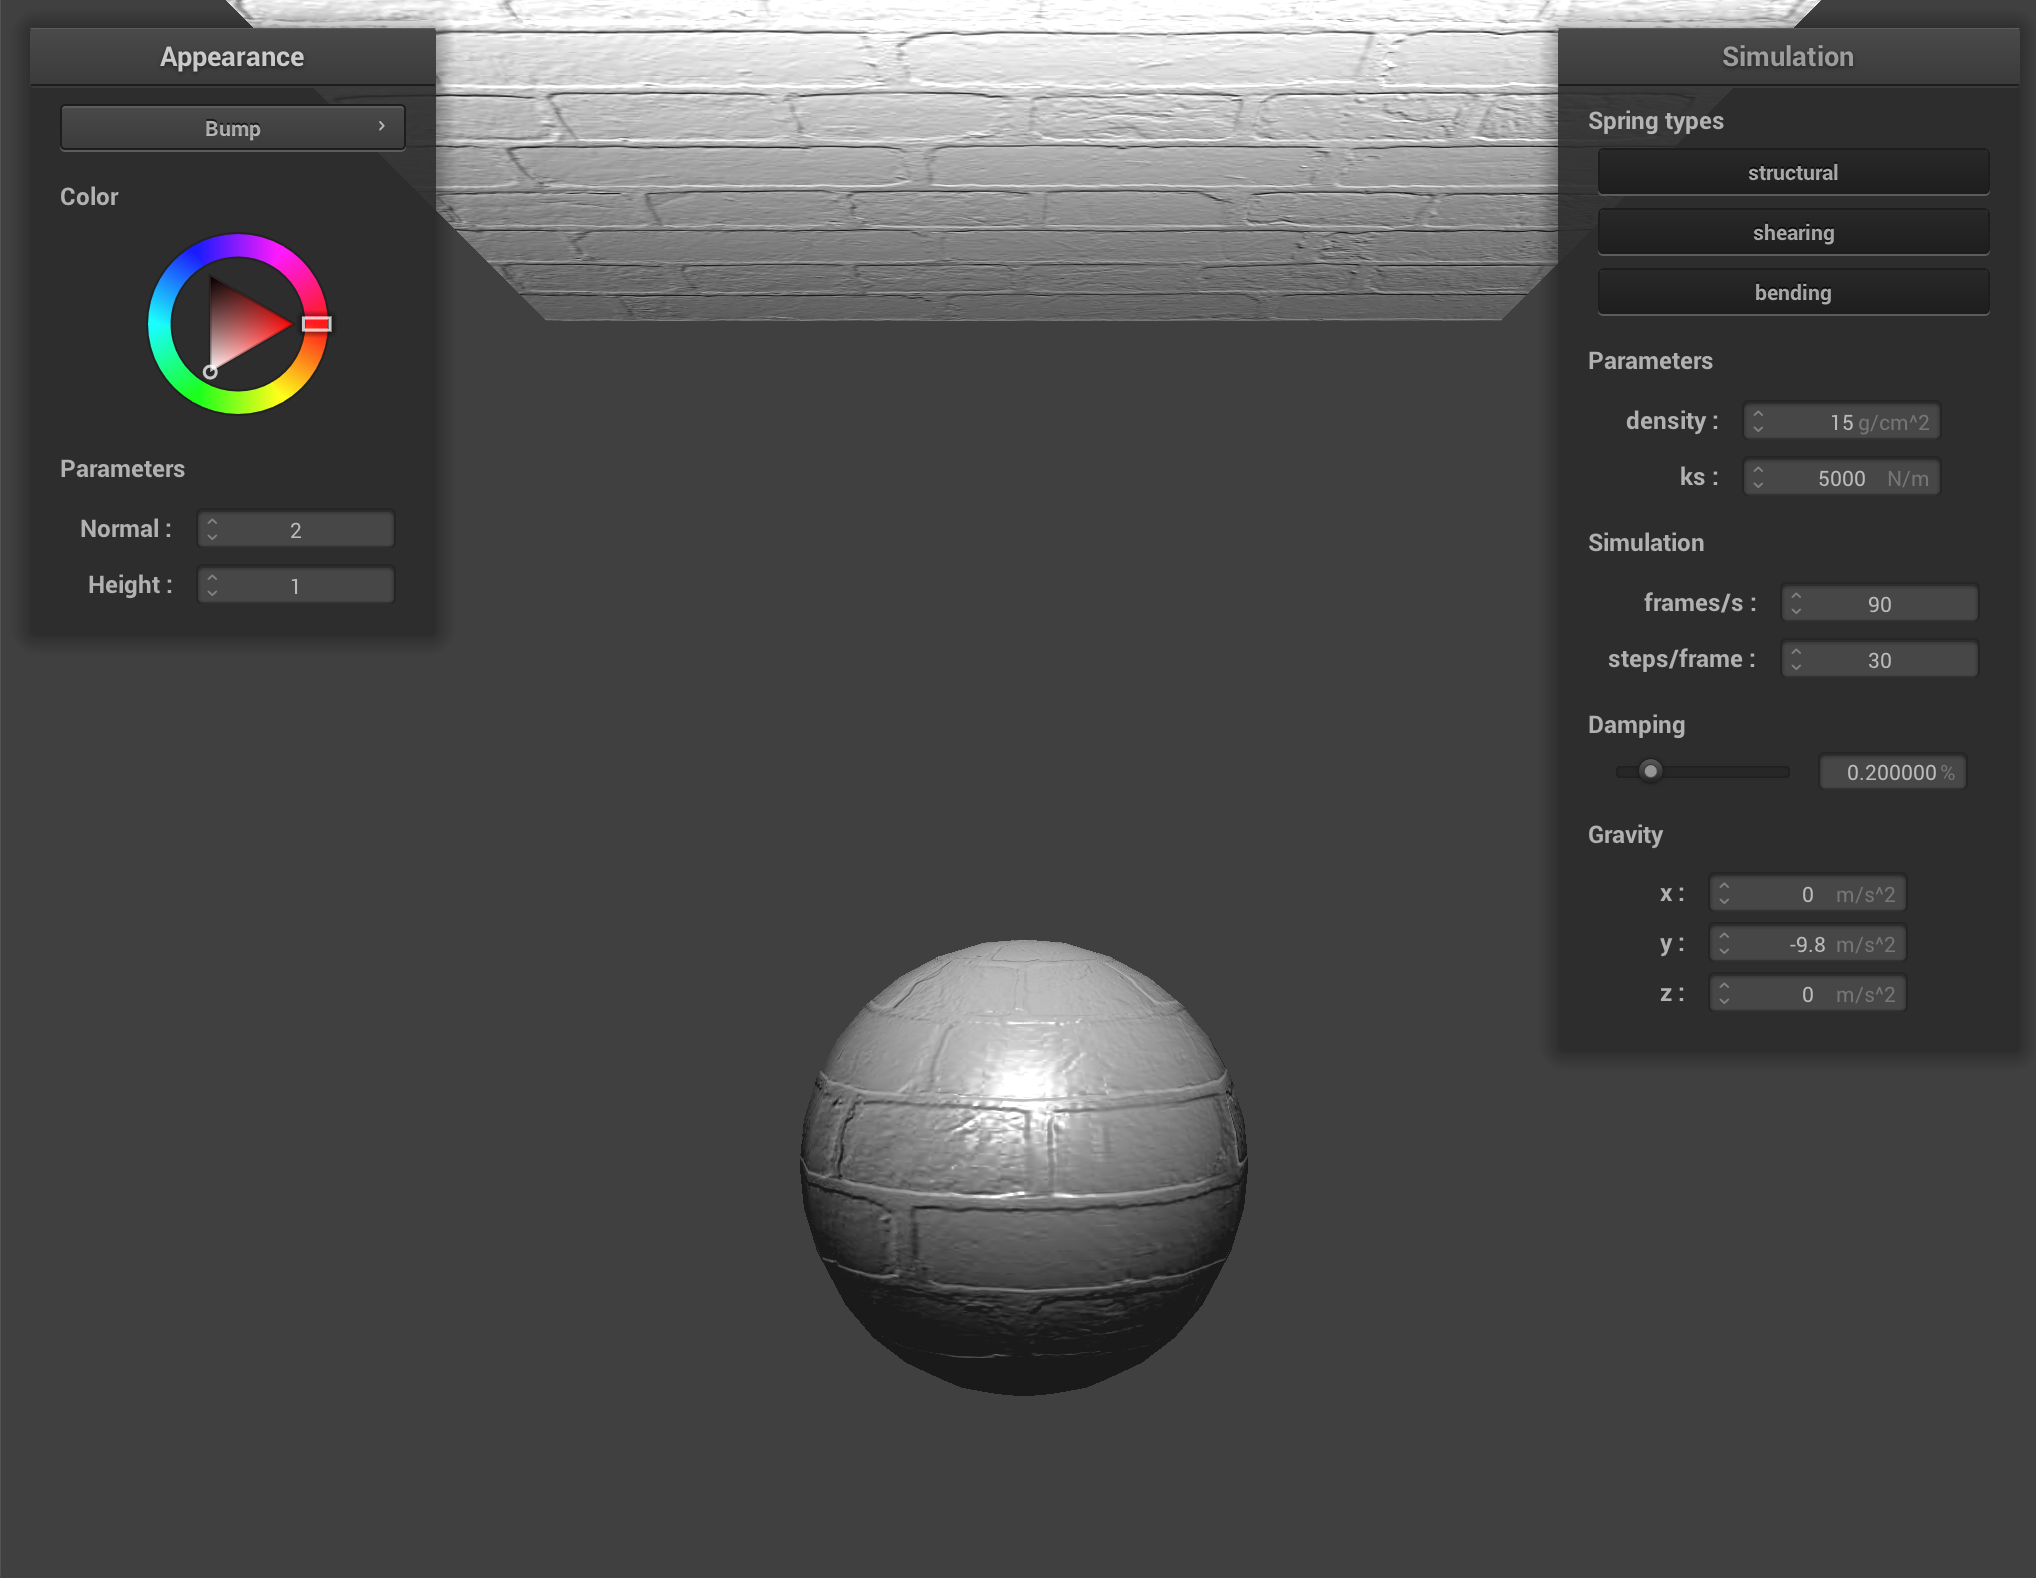 Appearance
Bump
Color
Parameters
Normal : 2
Height : 1
Simulation
Spring types
structural
shearing
bending
Parameters
density : 15 g/cm^2
ks : 5000 N/m
Simulation
frames/s : 90
steps/frame : 30
Damping
0.200000 %
Gravity
x : 0 m/s^2
y : -9.8 m/s^2
z : 0 m/s^2